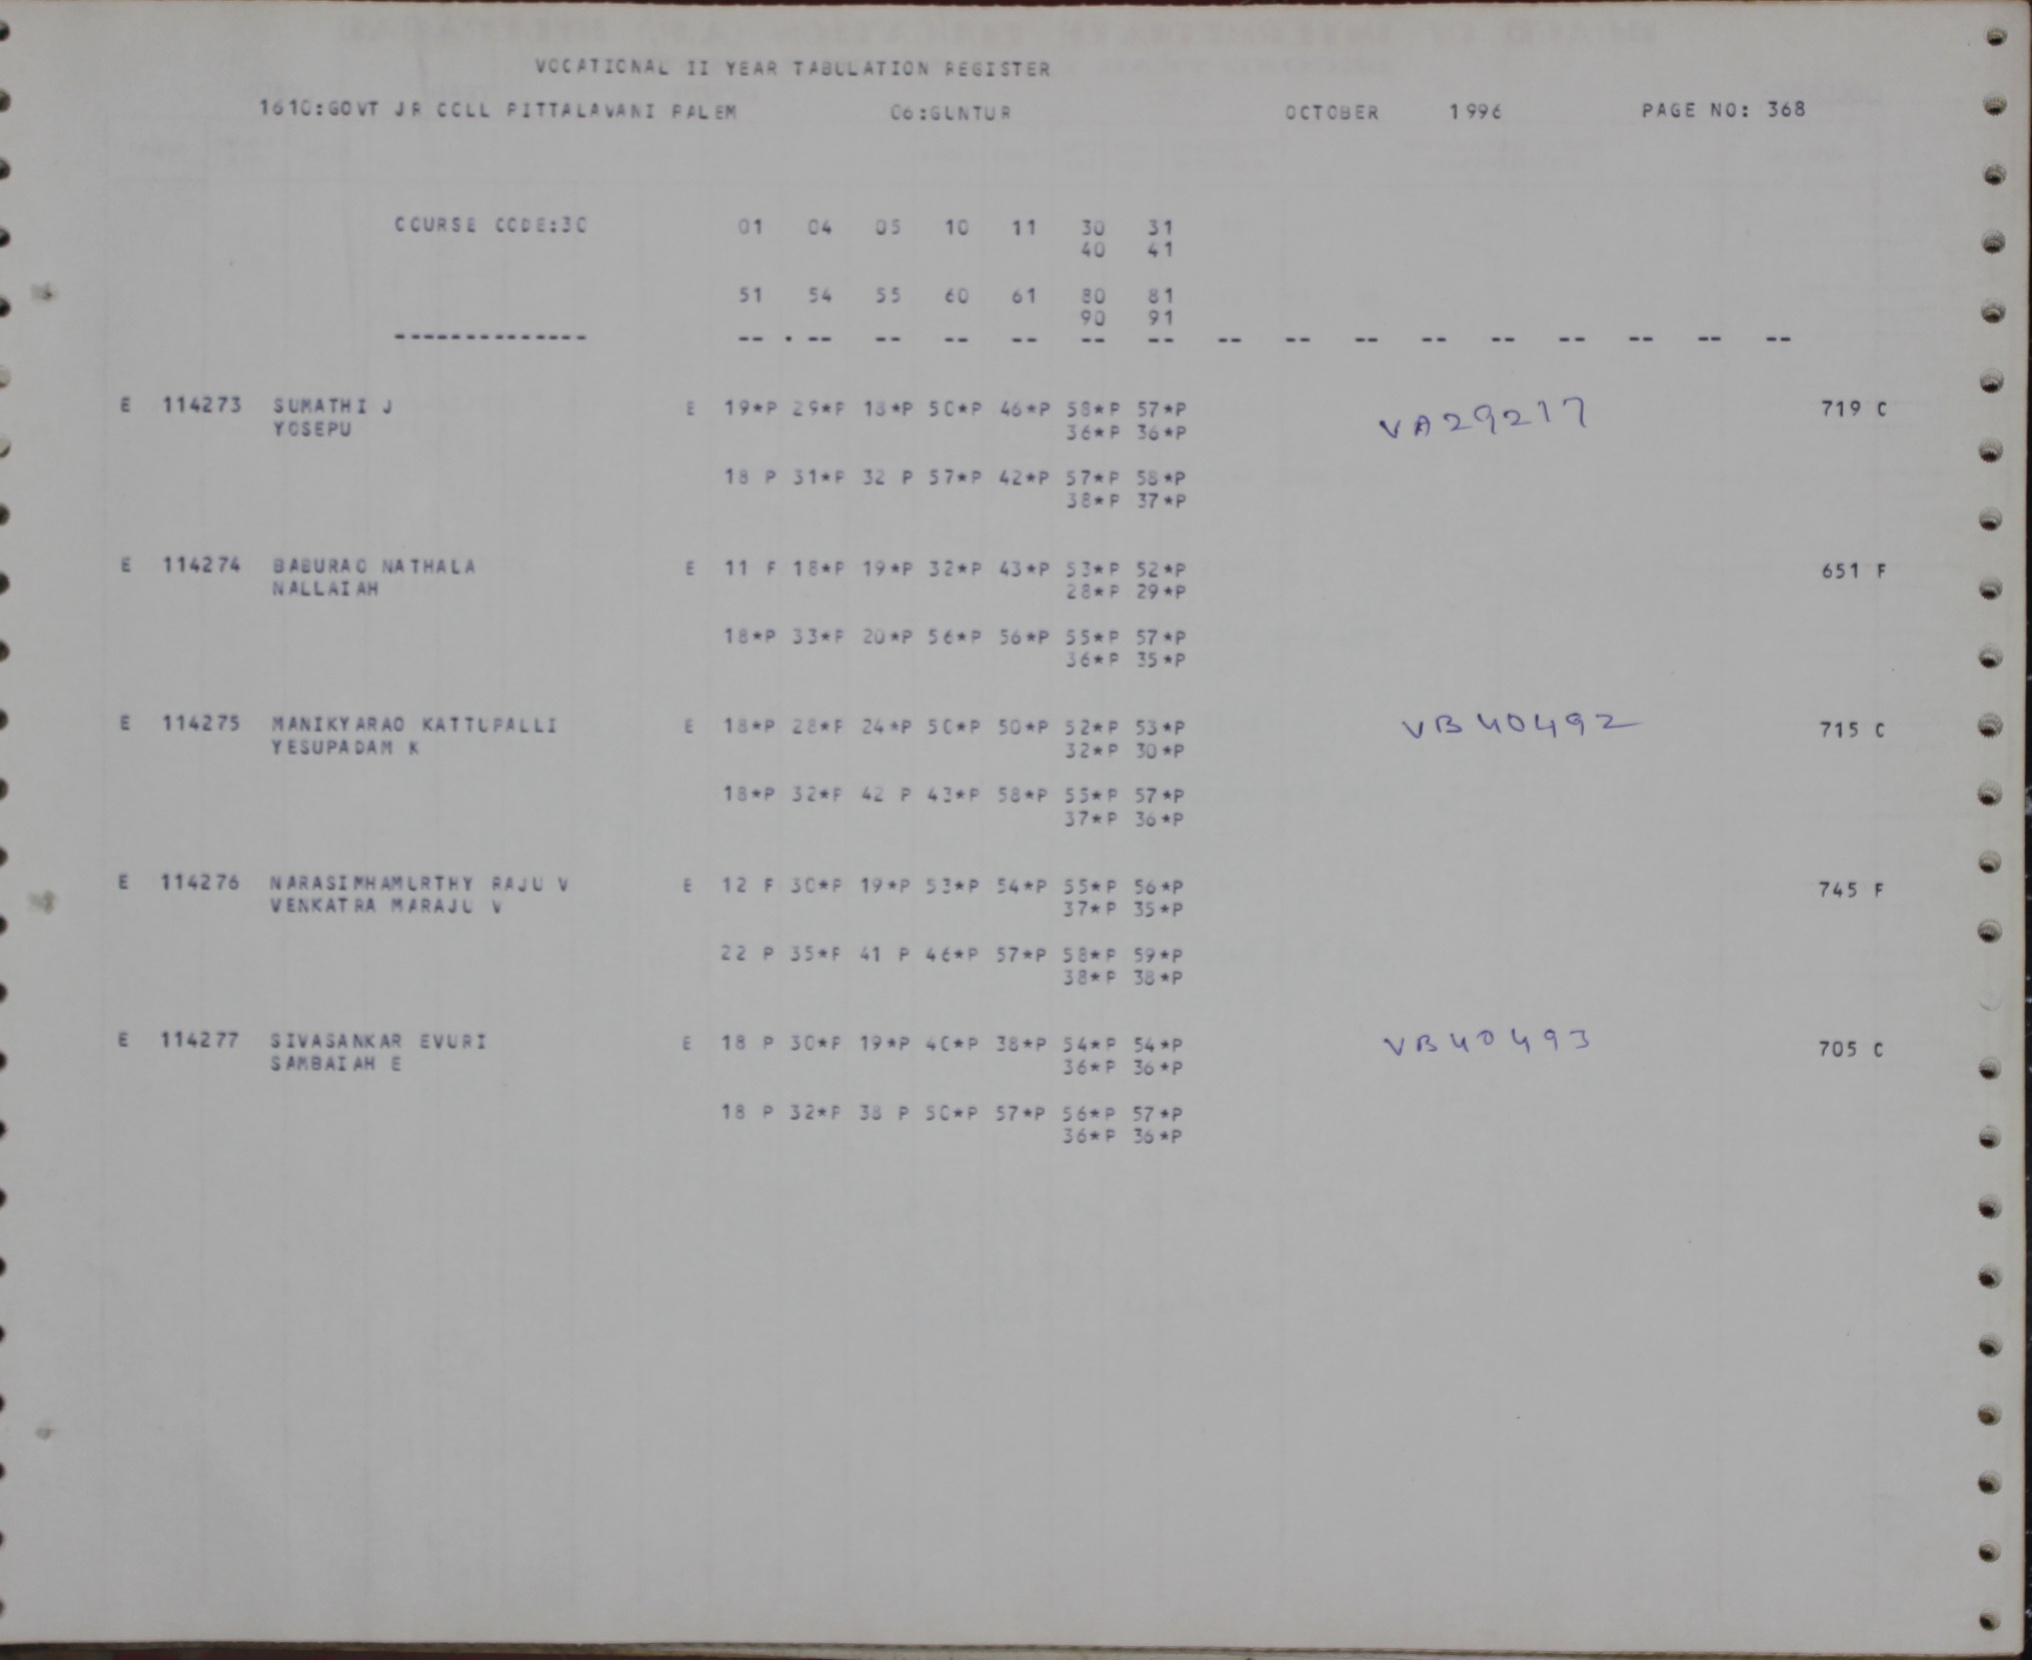 VOCATIONAL II YEAR TABULATION REGISTER
1610:GOVT JR COLL PITTALAVANI PALEM 06:GUNTUR OCTOBER 1996 PAGE NO: 368
COURSE CODE:30 01 04 05 10 11 30 31
40 41
51 54 55 60 61 80 81
90 91
-------------- -- . -- -- -- -- -- -- -- -- -- -- -- -- -- -- --
E 114273 SUMATHI J E 19*P 29*P 18*P 50*P 46*P 58*P 57*P VA29217 719 C
YOSEPU 36*P 36*P
18 P 31*P 32 P 57*P 42*P 57*P 58*P
38*P 37*P
E 114274 BABURAO NATHALA E 11 F 18*P 19*P 32*P 43*P 53*P 52*P 651 F
NALLAIAH 28*P 29*P
18*P 33*P 20*P 56*P 56*P 55*P 57*P
36*P 35*P
E 114275 MANIKYARAO KATTUPALLI E 18*P 28*P 24*P 50*P 50*P 52*P 53*P VB40492 715 C
YESUPADAM K 32*P 30*P
18*P 32*P 42 P 43*P 58*P 55*P 57*P
37*P 36*P
E 114276 NARASIMHAMURTHY RAJU V E 12 F 30*P 19*P 53*P 54*P 55*P 56*P 745 F
VENKATRA MARAJU V 37*P 35*P
22 P 35*P 41 P 46*P 57*P 58*P 59*P
38*P 38*P
E 114277 SIVASANKAR EVURI E 18 P 30*P 19*P 40*P 38*P 54*P 54*P VB40493 705 C
SAMBAIAH E 36*P 36*P
18 P 32*P 38 P 50*P 57*P 56*P 57*P
36*P 36*P